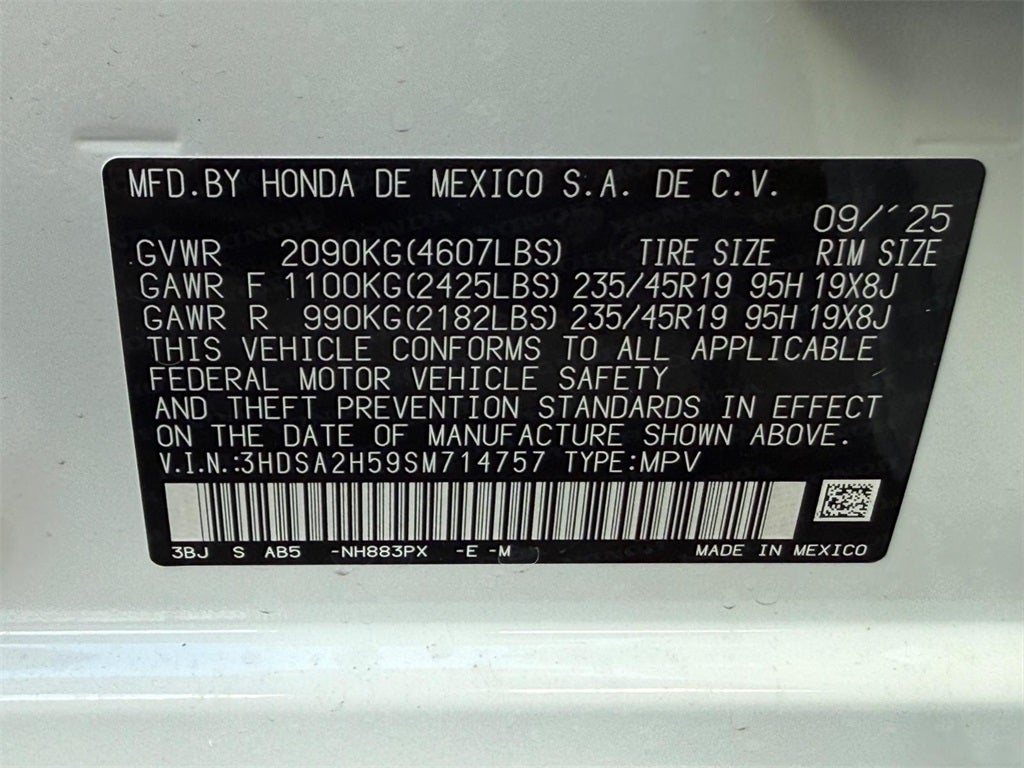 MFD.BY HONDA DE MEXICO S.A. DE C.V.
09/'25
GVWR 2090KG(4607LBS) TIRE SIZE RIM SIZE
GAWR F 1100KG(2425LBS) 235/45R19 95H 19X8J
GAWR R 990KG(2182LBS) 235/45R19 95H 19X8J
THIS VEHICLE CONFORMS TO ALL APPLICABLE
FEDERAL MOTOR VEHICLE SAFETY
AND THEFT PREVENTION STANDARDS IN EFFECT
ON THE DATE OF MANUFACTURE SHOWN ABOVE.
V.I.N.:3HDSA2H59SM714757 TYPE:MPV
3BJ S AB5 -NH883PX -E -M MADE IN MEXICO